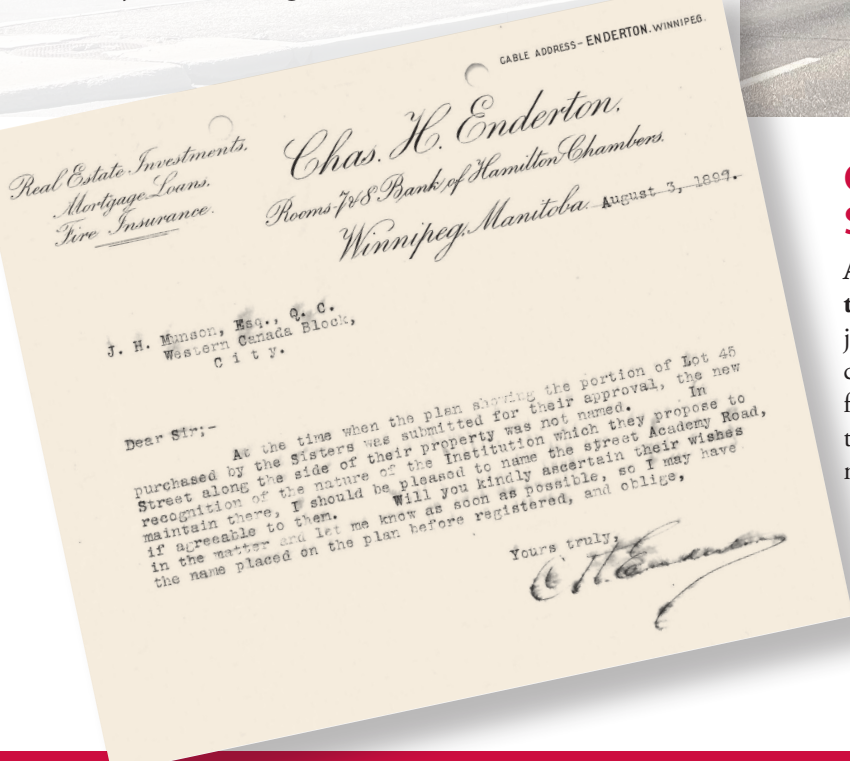 CABLE ADDRESS- ENDERTON. WINNIPEG.
Real Estate Investments.
Mortgage Loans.
Fire Insurance.
Chas. H. Enderton,
Rooms 7 & 8 Bank of Hamilton Chambers.
Winnipeg, Manitoba August 3, 1899.
J. H. Munson, Esq., Q. C.
Western Canada Block,
C i t y.
Dear Sir;-
At the time when the plan showing the portion of Lot 45
purchased by the Sisters was submitted for their approval, the new
Street along the side of their property was not named. In
recognition of the nature of the Institution which they propose to
maintain there, I should be pleased to name the street Academy Road,
if agreeable to them. Will you kindly ascertain their wishes
in the matter and let me know as soon as possible, so I may have
the name placed on the plan before registered, and oblige,
Yours truly,
C H. Enderton